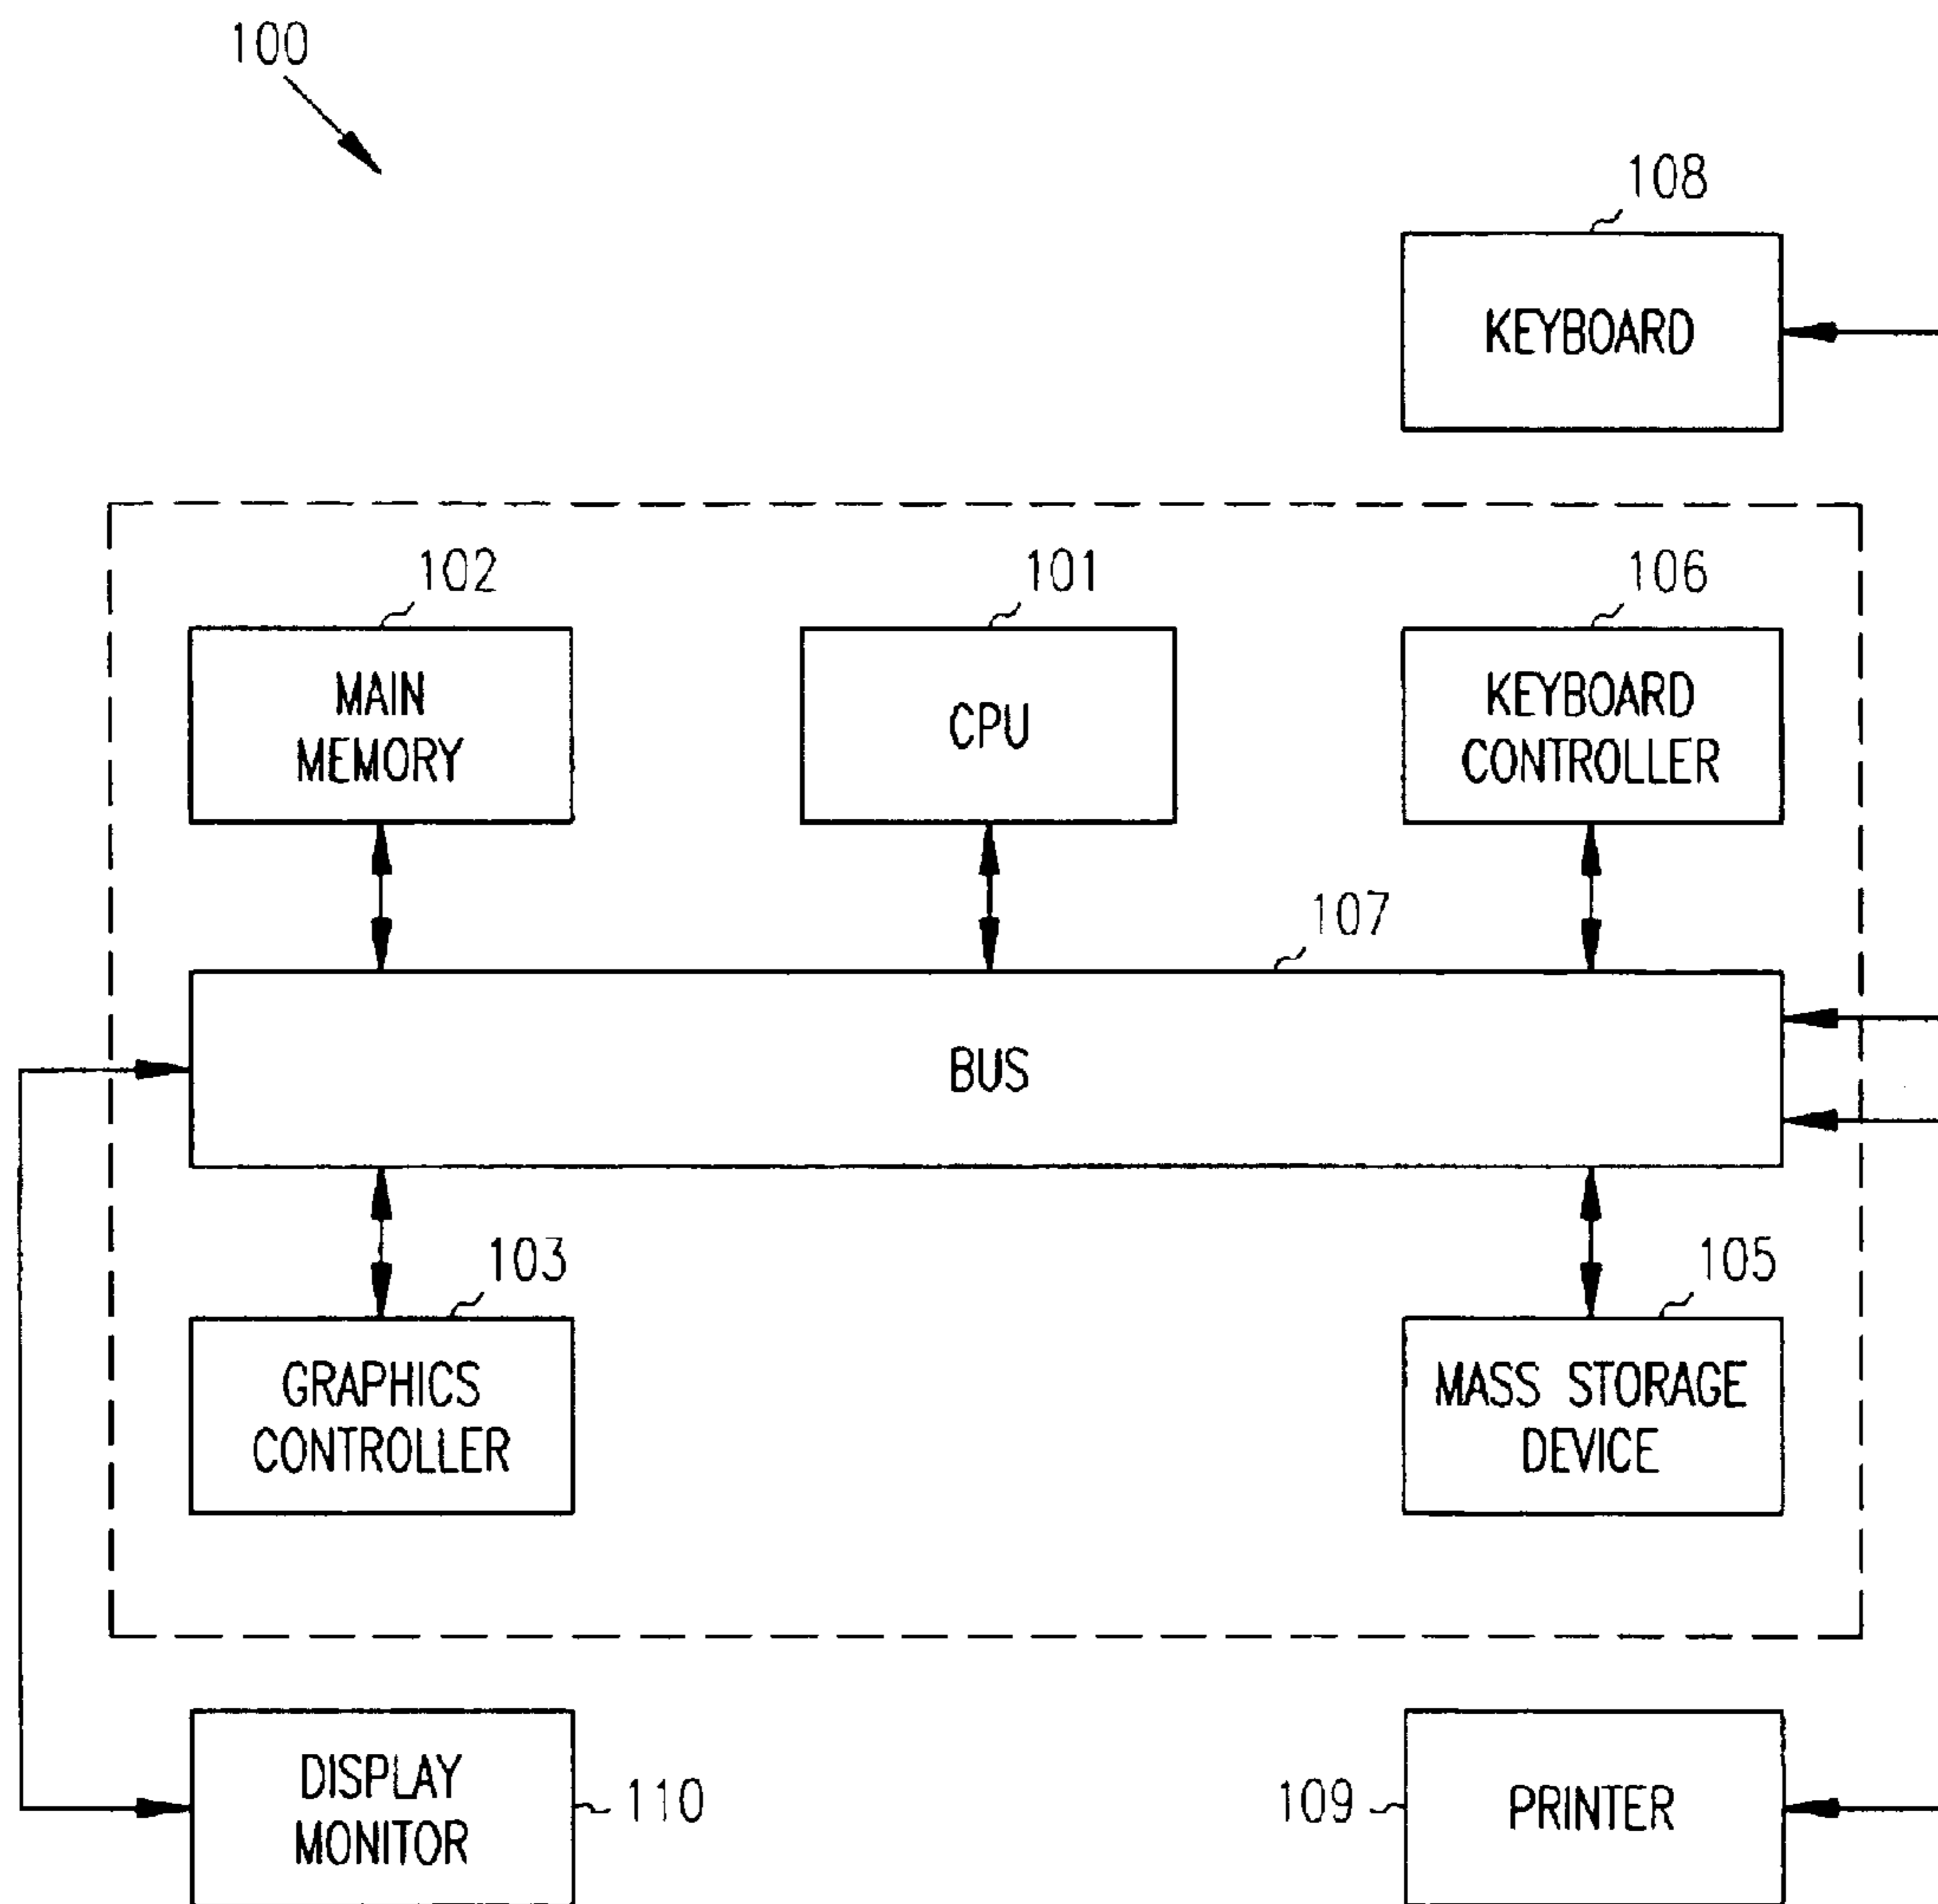 100
108
KEYBOARD
102
101
106
MAIN
MEMORY
CPU
KEYBOARD
CONTROLLER
107
BUS
103
105
GRAPHICS
CONTROLLER
MASS STORAGE
DEVICE
DISPLAY
MONITOR
110
109
PRINTER